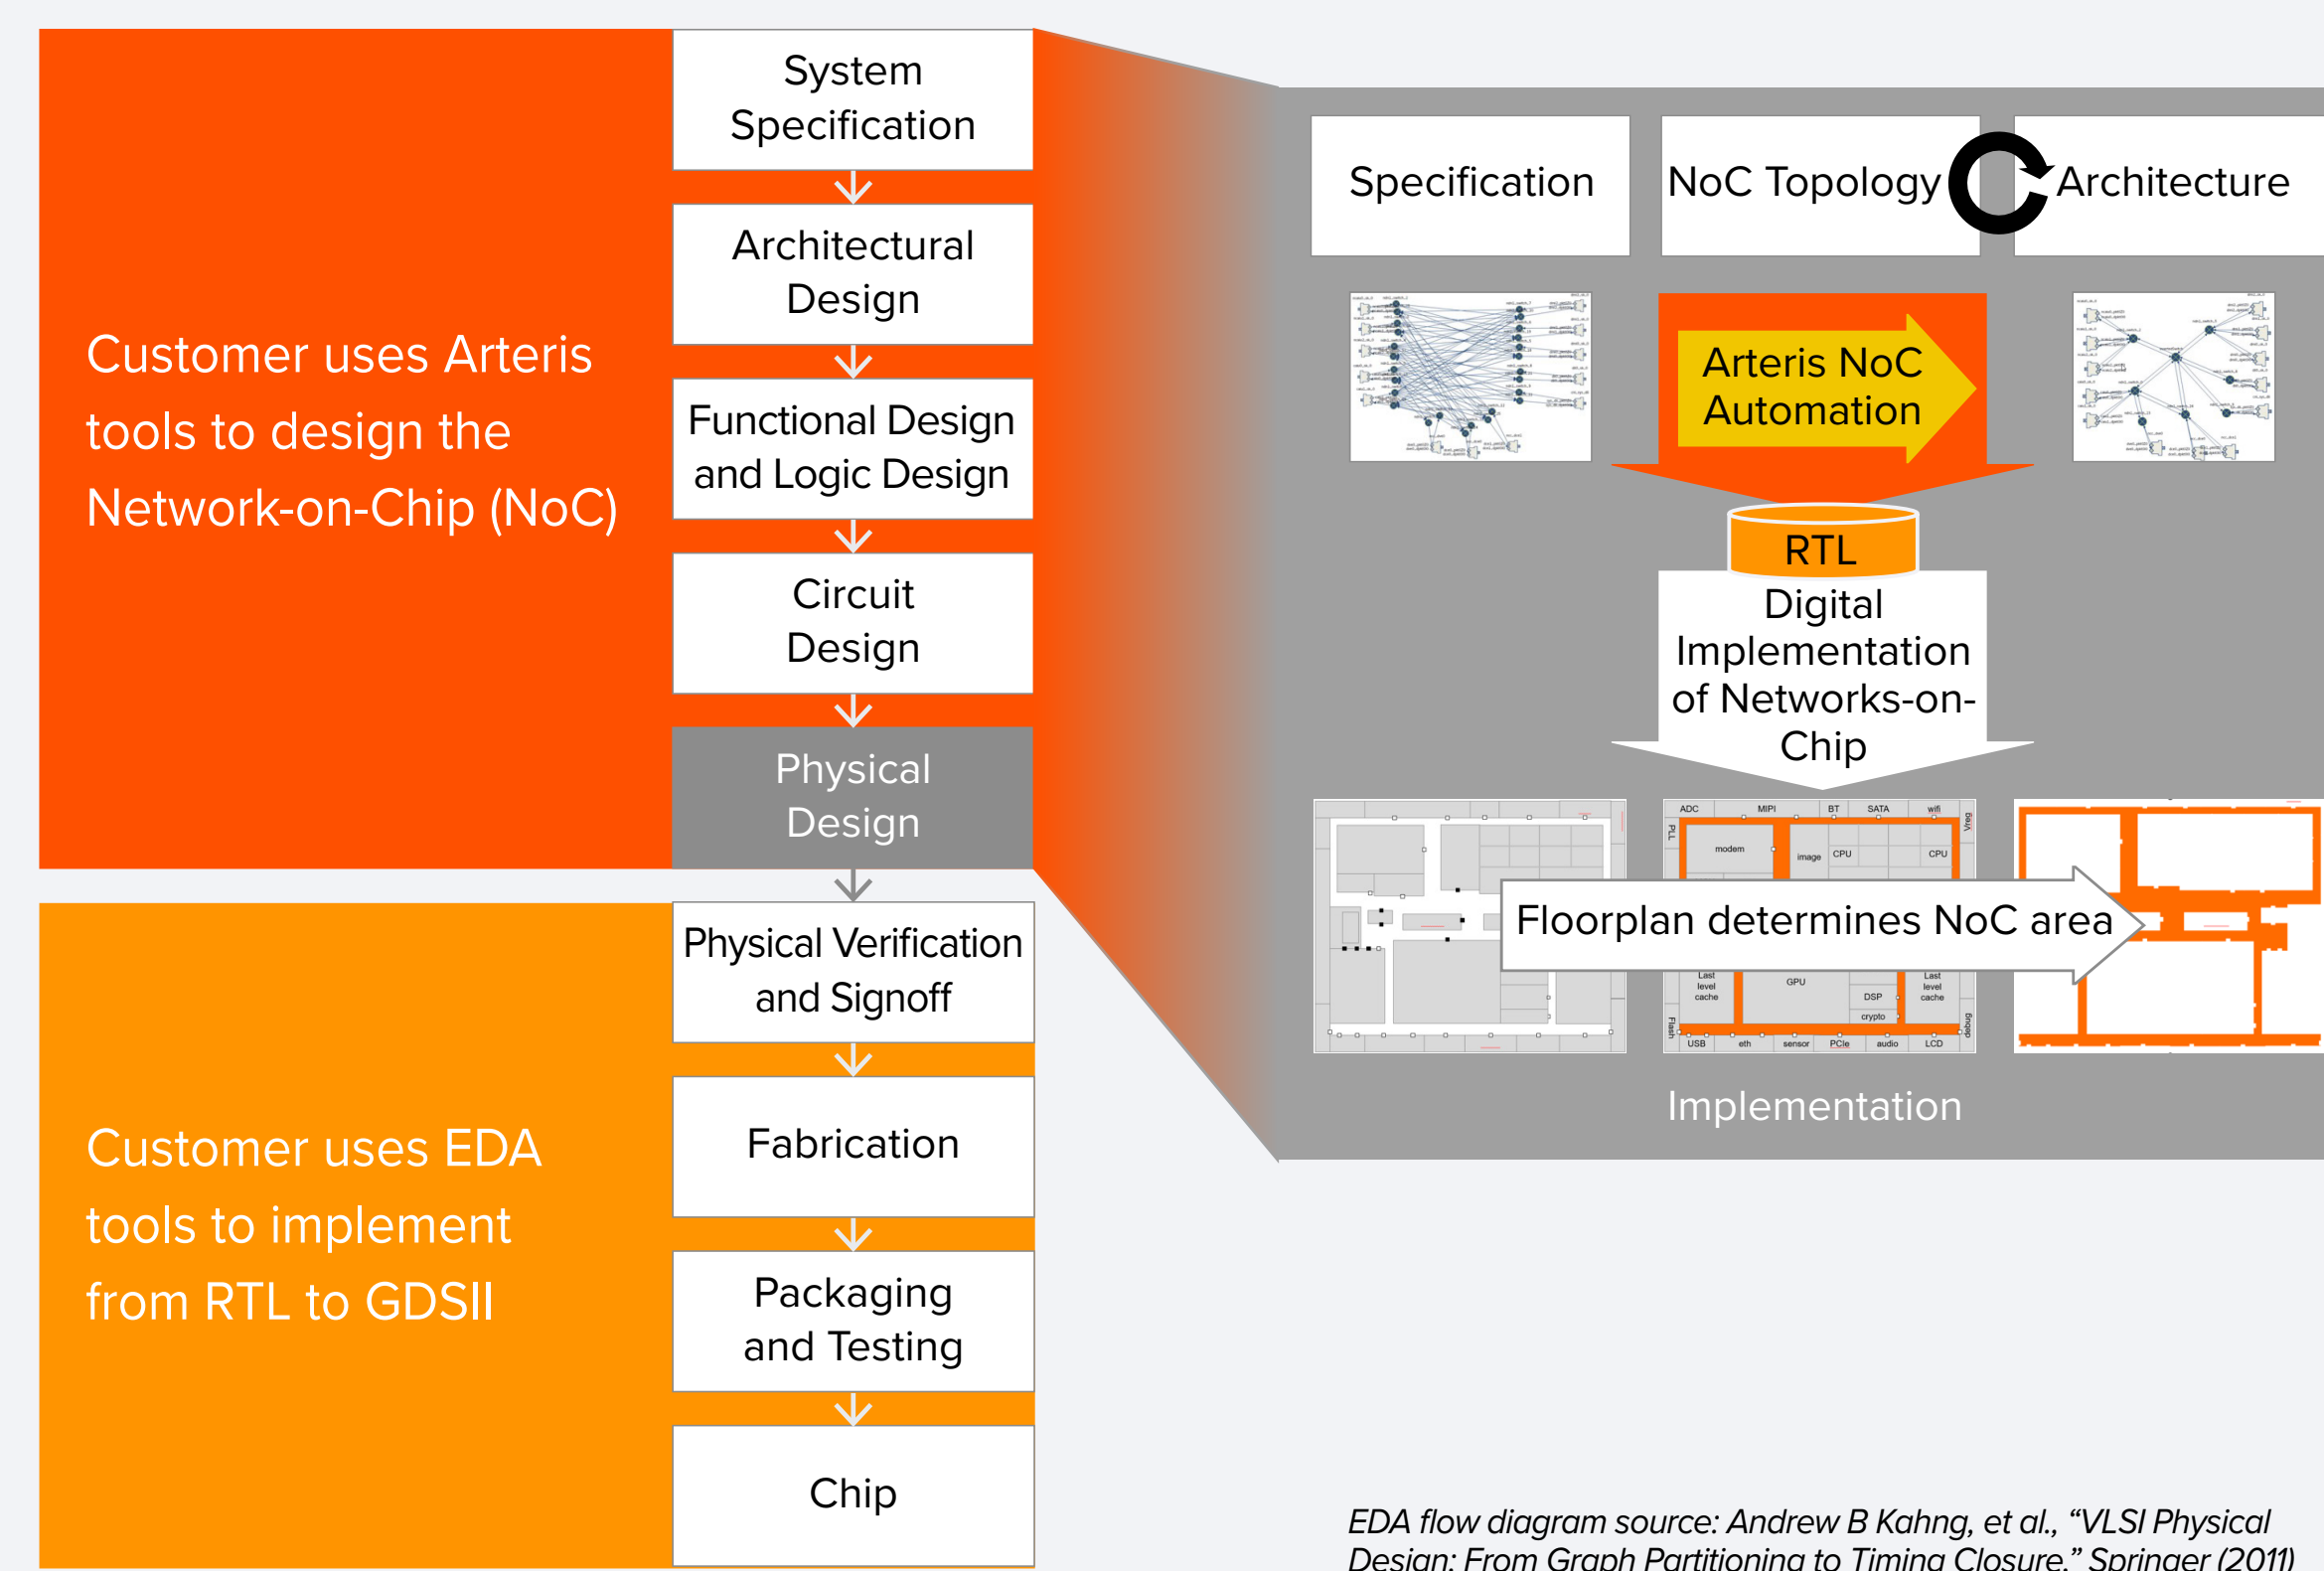 System
Specification
Architectural
Design
Functional Design
and Logic Design
Circuit
Design
Physical
Design
Physical Verification
and Signoff
Fabrication
Packaging
and Testing
Chip
Customer uses Arteris
tools to design the
Network-on-Chip (NoC)
Customer uses EDA
tools to implement
from RTL to GDSII
Specification
NoC Topology
Architecture
Arteris NoC
Automation
RTL
Digital
Implementation
of Networks-on-
Chip
ADC MIPI BT SATA wifi
PLL
Vreg
modem
image
CPU
CPU
Floorplan determines NoC area
Last
level
cache
GPU
DSP
crypto
Last
level
cache
Flash
debug
USB eth sensor PCIe audio LCD
Implementation
EDA flow diagram source: Andrew B Kahng, et al., “VLSI Physical
Design: From Graph Partitioning to Timing Closure,” Springer (2011)